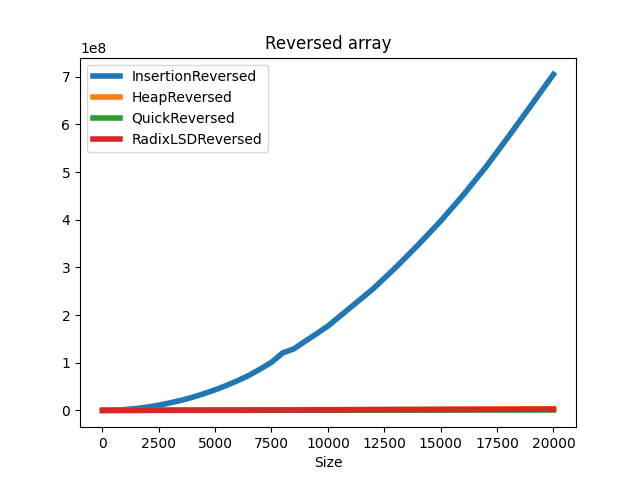 Reversed array
1e8
7
6
5
4
3
2
1
0
InsertionReversed
HeapReversed
QuickReversed
RadixLSDReversed
0 2500 5000 7500 10000 12500 15000 17500 20000
Size